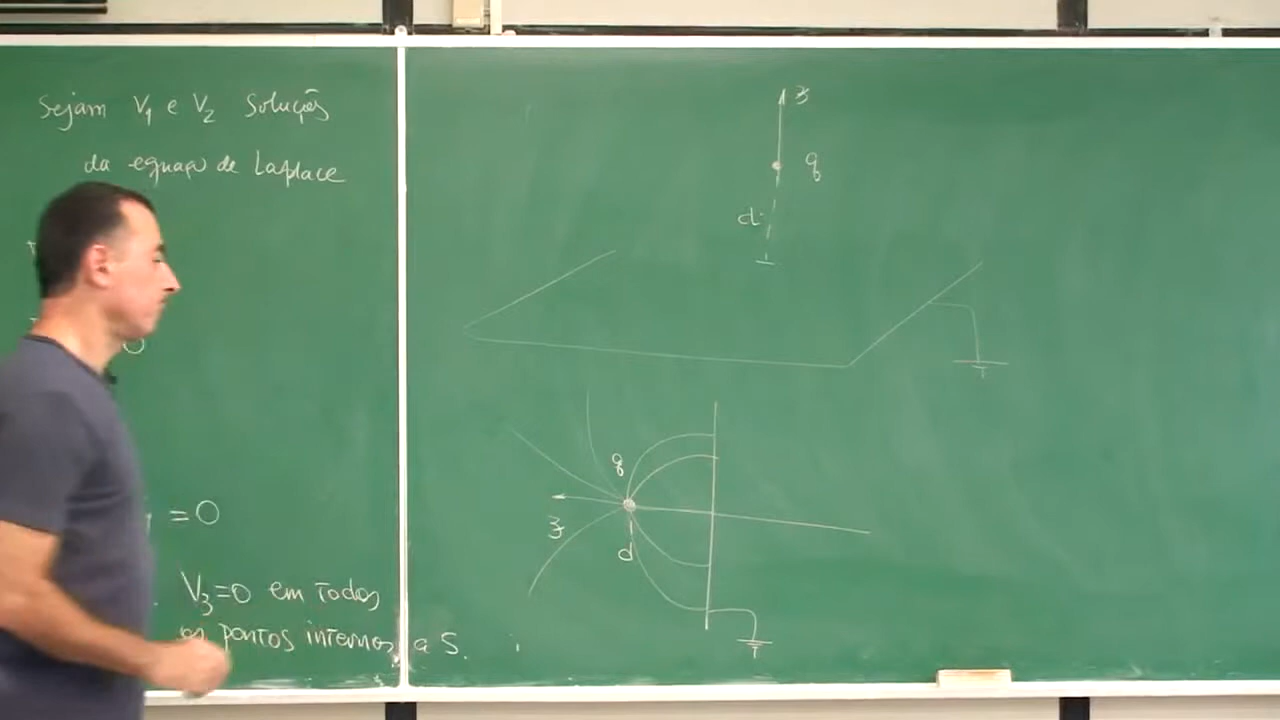 Sejam V₁ e V₂ Soluções
da equação de Laplace
= 0
V₃=0 em Todos
os pontos internos a S.
z
q
d
q
z
d